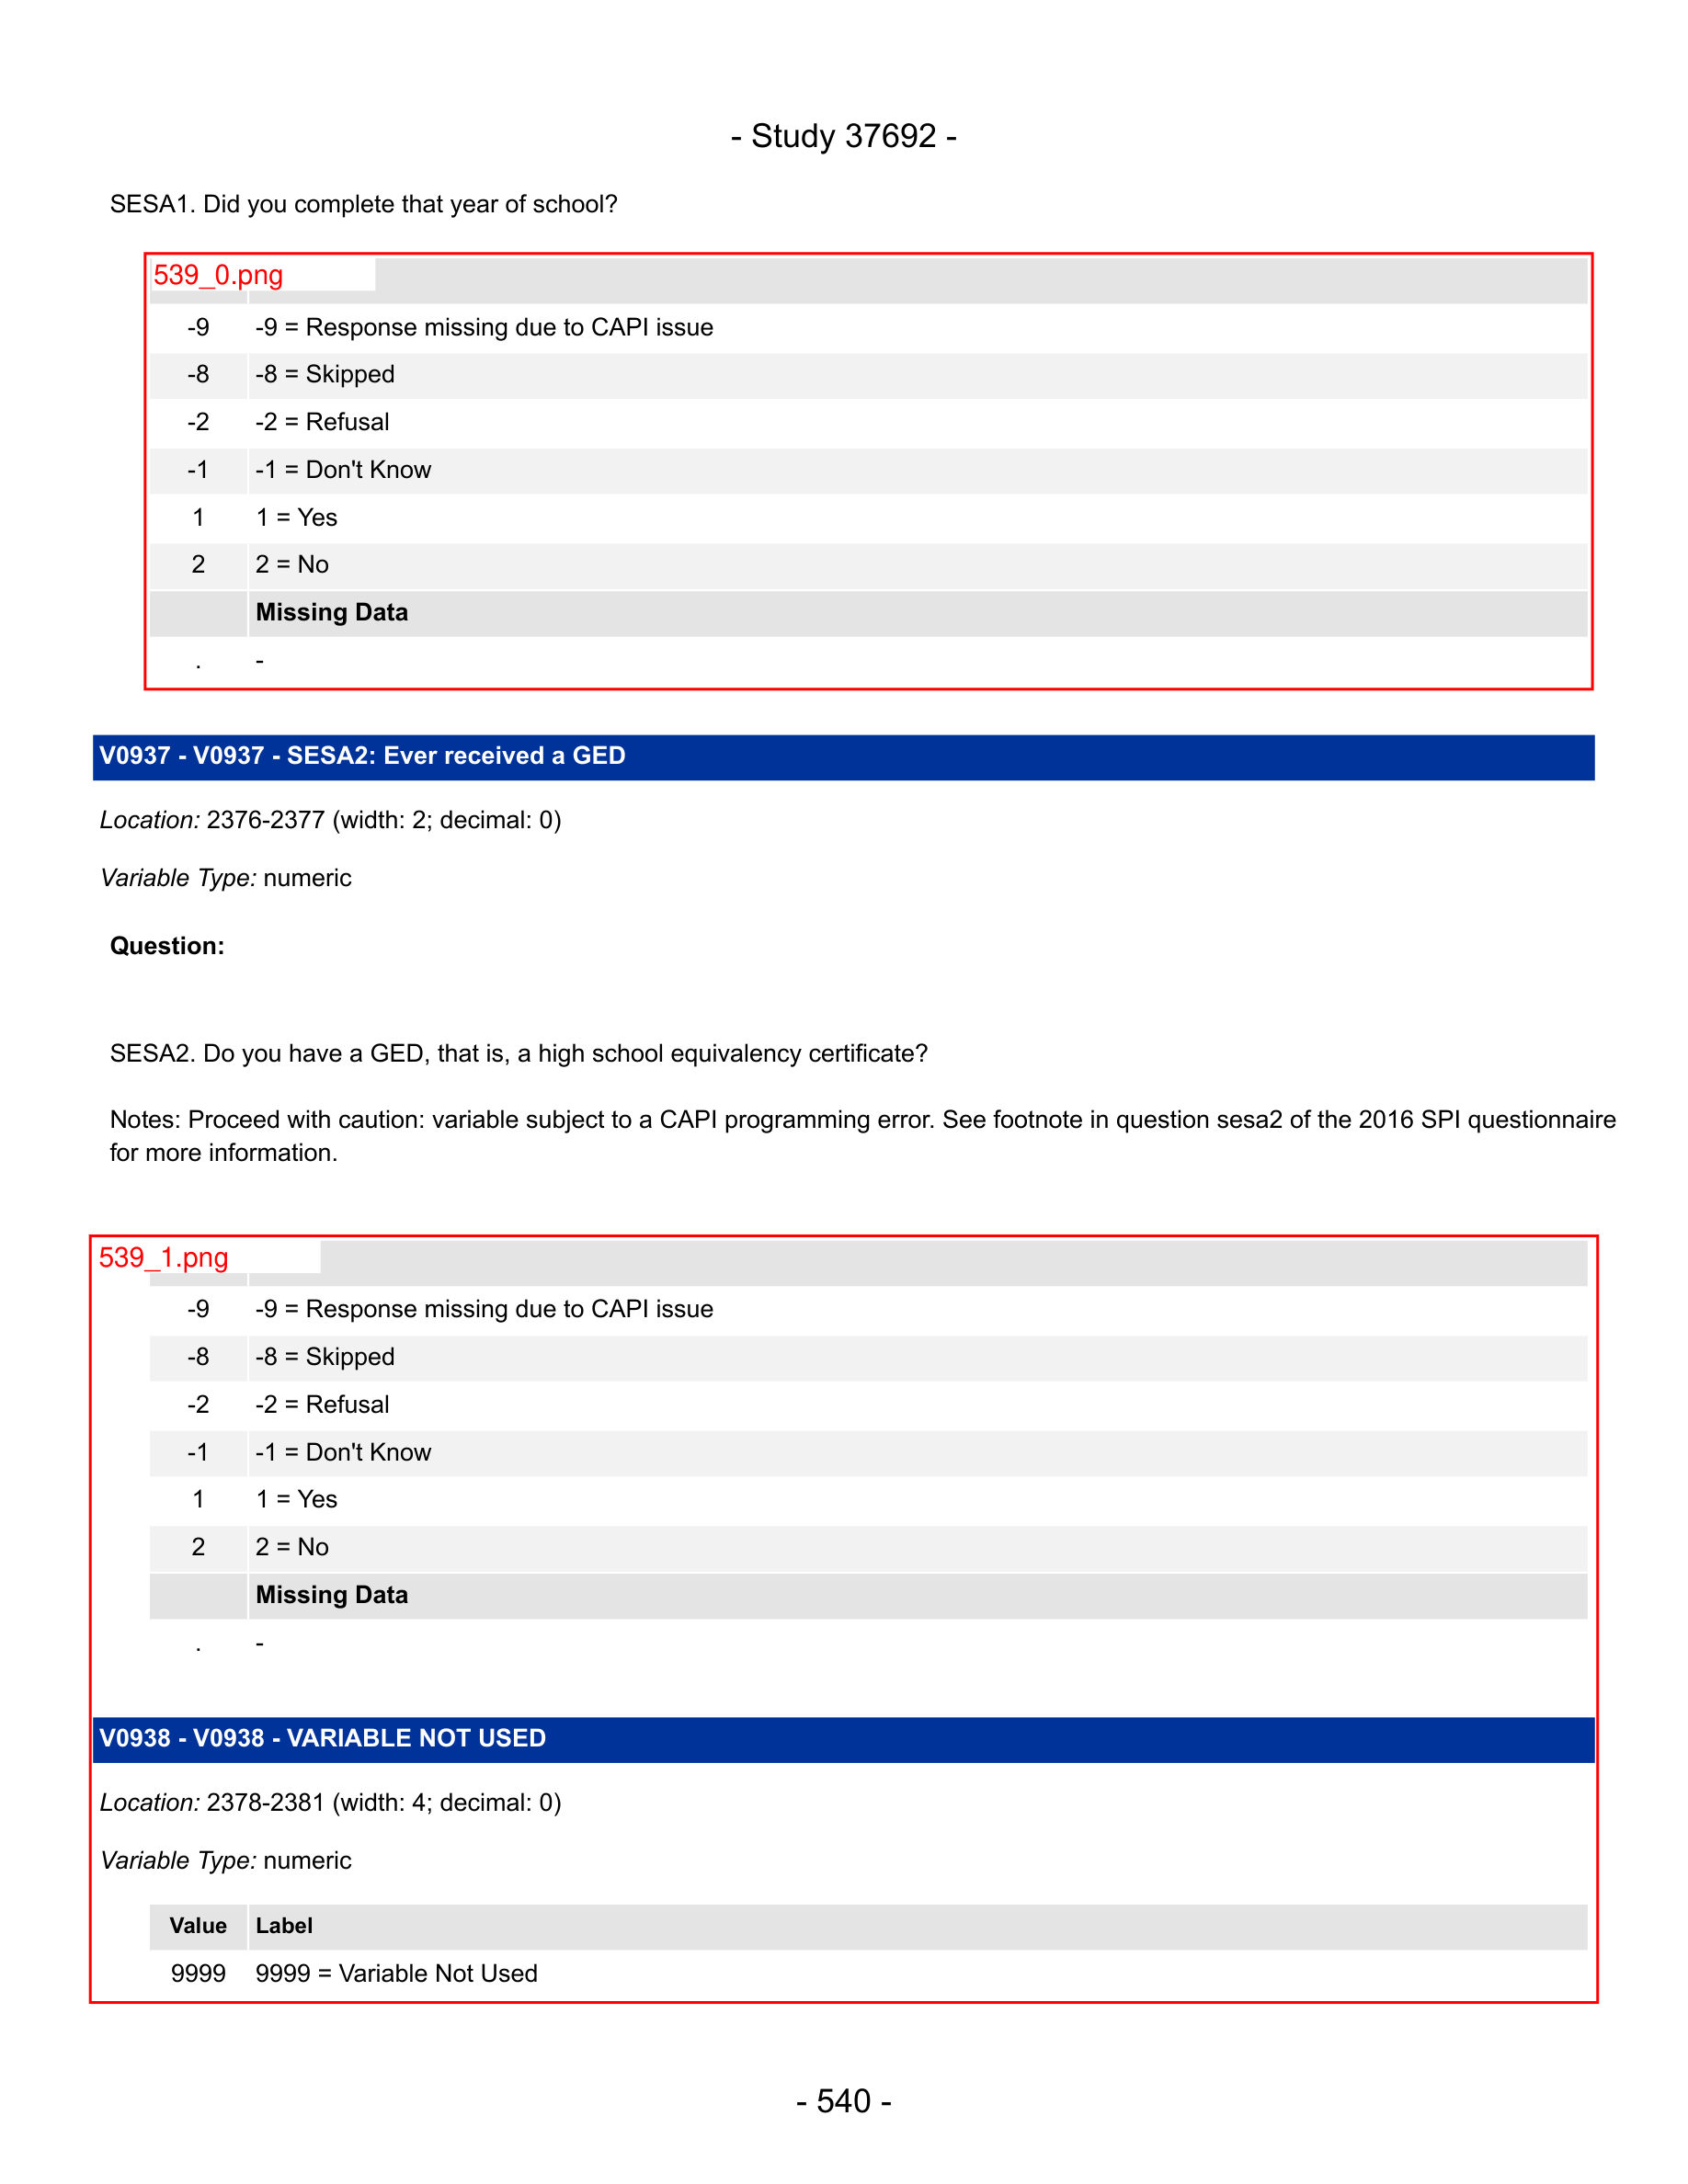 - Study 37692 -
SESA1. Did you complete that year of school?
539_0.png
-9 -9 = Response missing due to CAPI issue
-8 -8 = Skipped
-2 -2 = Refusal
-1 -1 = Don't Know
1 1 = Yes
2 2 = No
Missing Data
. -
V0937 - V0937 - SESA2: Ever received a GED
Location: 2376-2377 (width: 2; decimal: 0)
Variable Type: numeric
Question:
SESA2. Do you have a GED, that is, a high school equivalency certificate?
Notes: Proceed with caution: variable subject to a CAPI programming error. See footnote in question sesa2 of the 2016 SPI questionnaire
for more information.
539_1.png
-9 -9 = Response missing due to CAPI issue
-8 -8 = Skipped
-2 -2 = Refusal
-1 -1 = Don't Know
1 1 = Yes
2 2 = No
Missing Data
. -
V0938 - V0938 - VARIABLE NOT USED
Location: 2378-2381 (width: 4; decimal: 0)
Variable Type: numeric
Value Label
9999 9999 = Variable Not Used
- 540 -